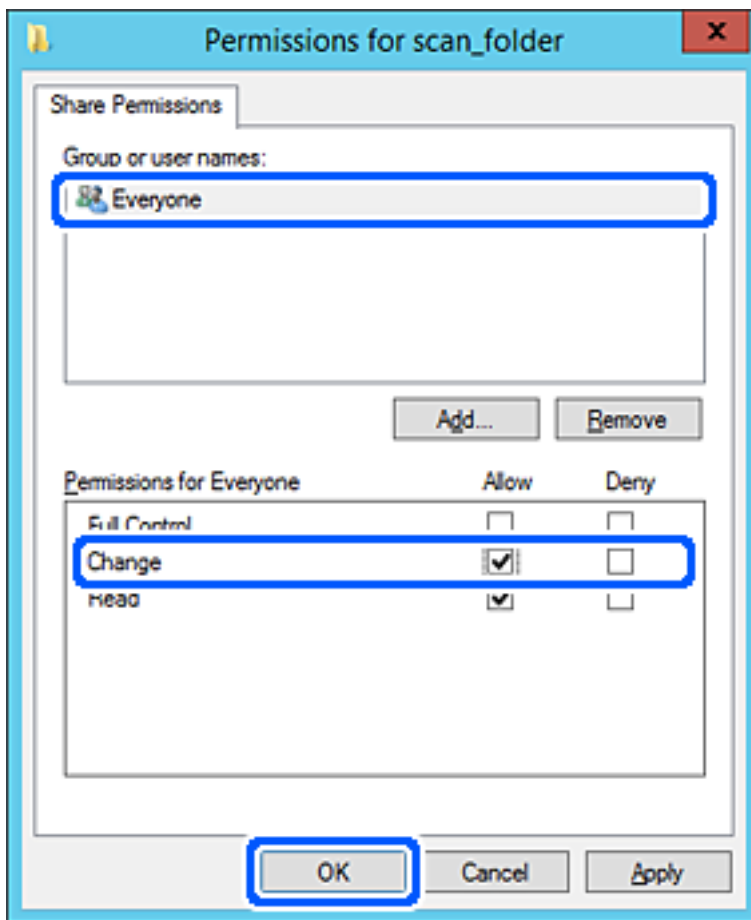 Permissions for scan_folder
Share Permissions
Group or user names:
Everyone
Add... Remove
Permissions for Everyone Allow Deny
Full Control
Change
Read
OK Cancel Apply